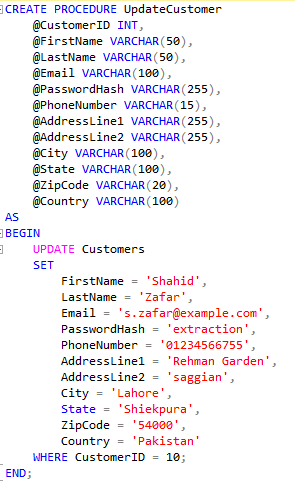 CREATE PROCEDURE UpdateCustomer
@CustomerID INT,
@FirstName VARCHAR(50),
@LastName VARCHAR(50),
@Email VARCHAR(100),
@PasswordHash VARCHAR(255),
@PhoneNumber VARCHAR(15),
@AddressLine1 VARCHAR(255),
@AddressLine2 VARCHAR(255),
@City VARCHAR(100),
@State VARCHAR(100),
@ZipCode VARCHAR(20),
@Country VARCHAR(100)
AS
BEGIN
UPDATE Customers
SET
FirstName = 'Shahid',
LastName = 'Zafar',
Email = 's.zafar@example.com',
PasswordHash = 'extraction',
PhoneNumber = '01234566755',
AddressLine1 = 'Rehman Garden',
AddressLine2 = 'saggian',
City = 'Lahore',
State = 'Shiekpura',
ZipCode = '54000',
Country = 'Pakistan'
WHERE CustomerID = 10;
END;